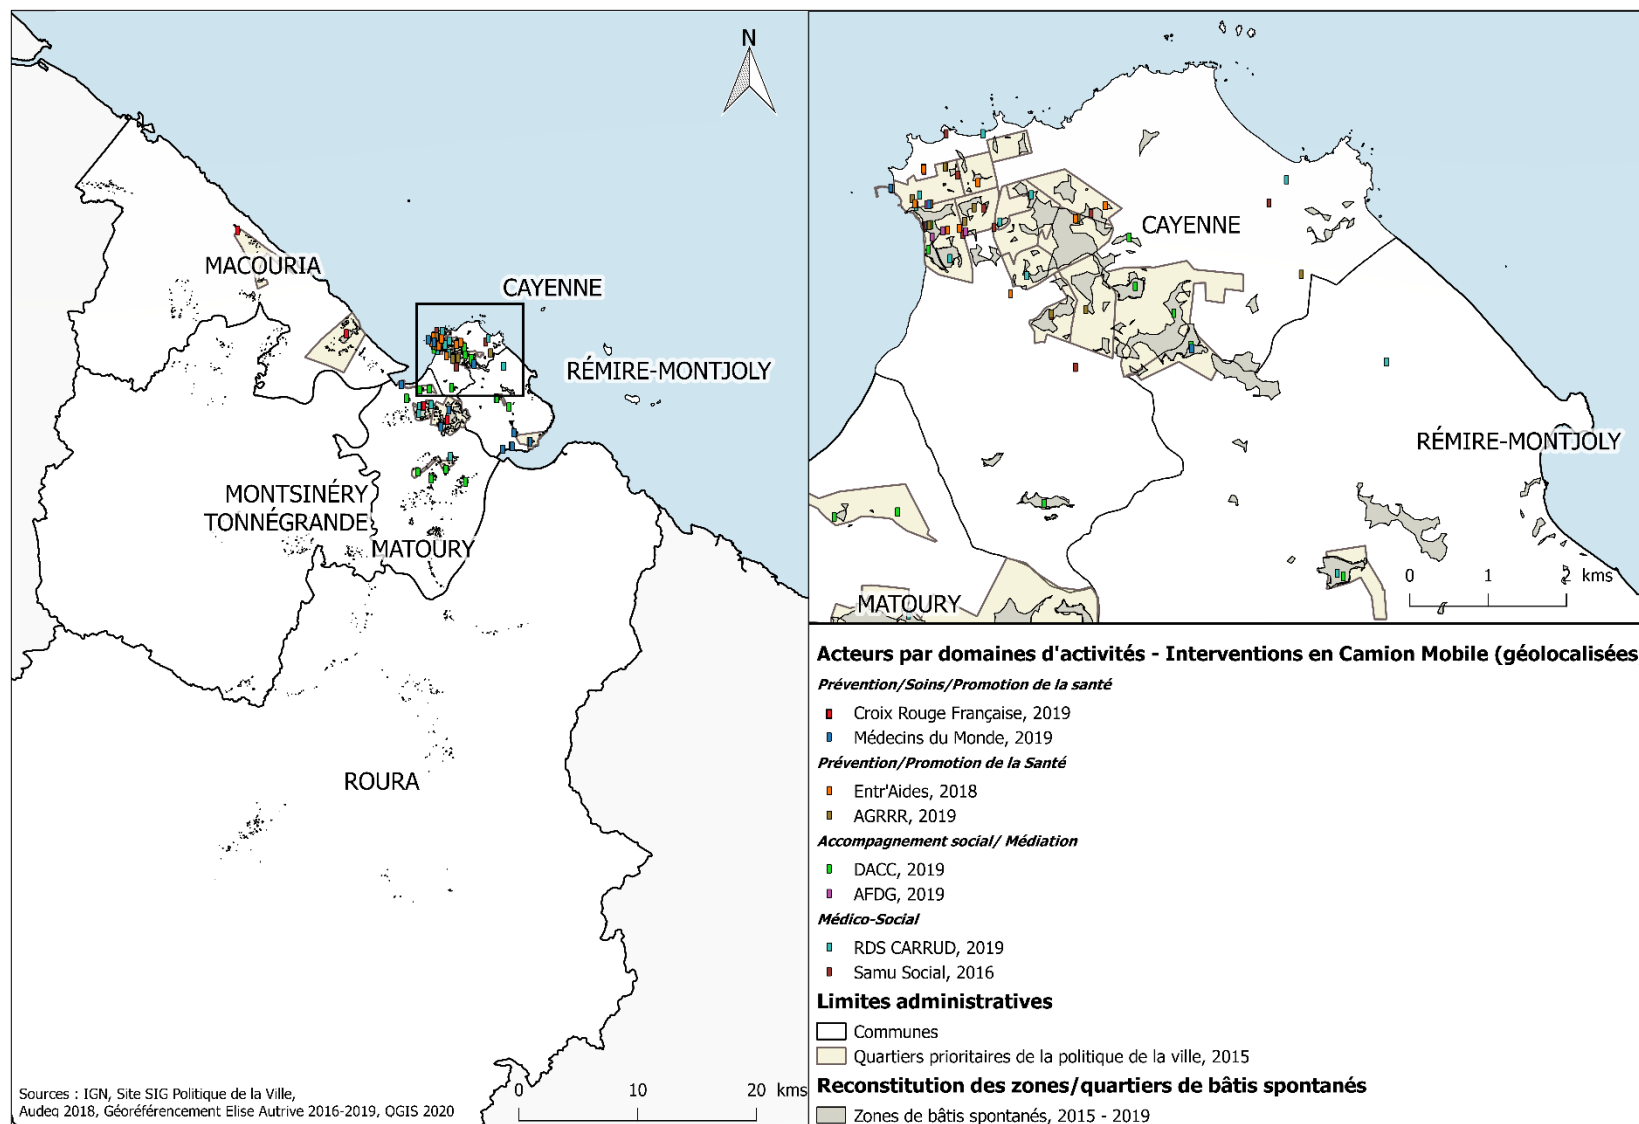 N
MACOURIA
CAYENNE
RÉMIRE-MONTJOLY
MONTSINÉRY
TONNÉGRANDE
MATOURY
ROURA
Sources : IGN, Site SIG Politique de la Ville,
Audeg 2018, Géoréférencement Elise Autrive 2016-2019, QGIS 2020
0 10 20 kms
CAYENNE
RÉMIRE-MONTJOLY
MATOURY
0 1 2 kms
Acteurs par domaines d'activités - Interventions en Camion Mobile (géolocalisées
Prévention/Soins/Promotion de la santé
Croix Rouge Française, 2019
Médecins du Monde, 2019
Prévention/Promotion de la Santé
Entr'Aides, 2018
AGRRR, 2019
Accompagnement social/ Médiation
DACC, 2019
AFDG, 2019
Médico-Social
RDS CARRUD, 2019
Samu Social, 2016
Limites administratives
Communes
Quartiers prioritaires de la politique de la ville, 2015
Reconstitution des zones/quartiers de bâtis spontanés
Zones de bâtis spontanés, 2015 - 2019